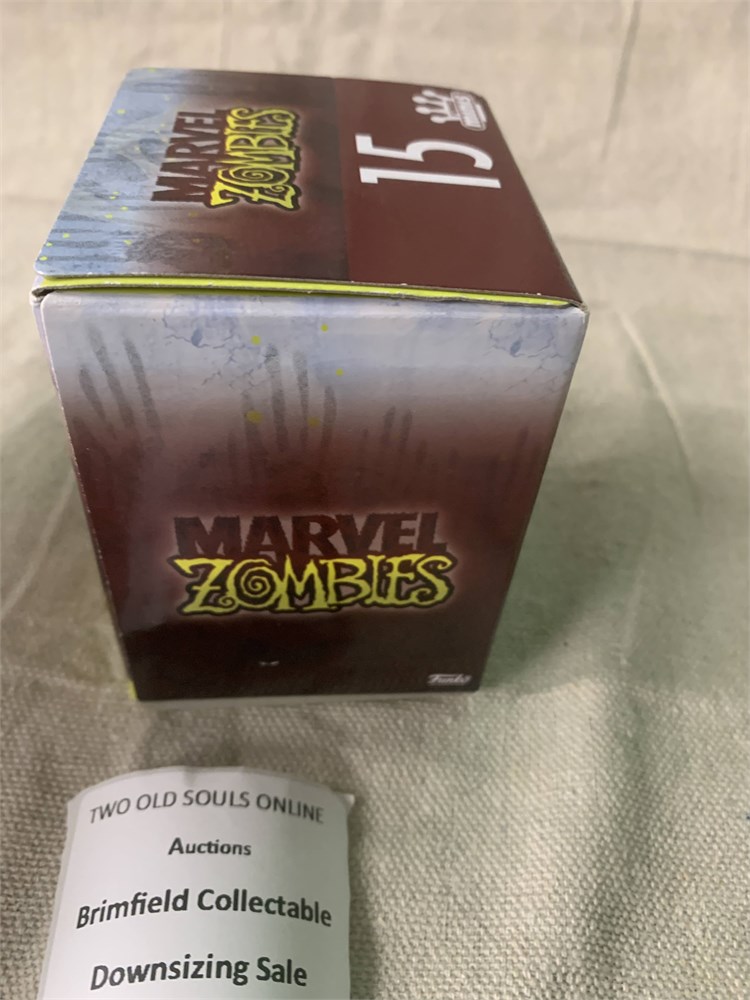 MARVEL
ZOMBIES
15
MARVEL
ZOMBIES
Funko
TWO OLD SOULS ONLINE
Auctions
Brimfield Collectable
Downsizing Sale